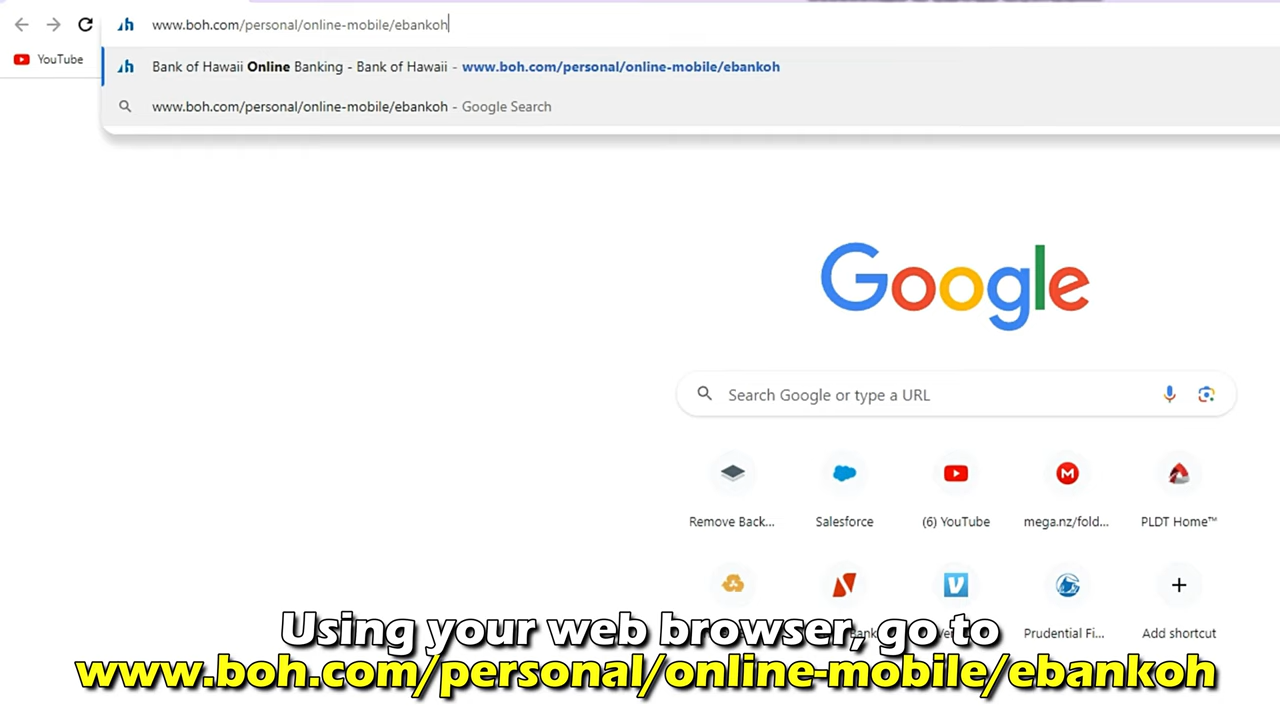 www.boh.com/personal/online-mobile/ebankoh
YouTube
Bank of Hawaii Online Banking - Bank of Hawaii - www.boh.com/personal/online-mobile/ebankoh
www.boh.com/personal/online-mobile/ebankoh - Google Search
Google
Search Google or type a URL
Remove Back...
Salesforce
(6) YouTube
mega.nz/fold...
PLDT Home™
Prudential Fi...
Add shortcut
Using your web browser, go to
www.boh.com/personal/online-mobile/ebankoh